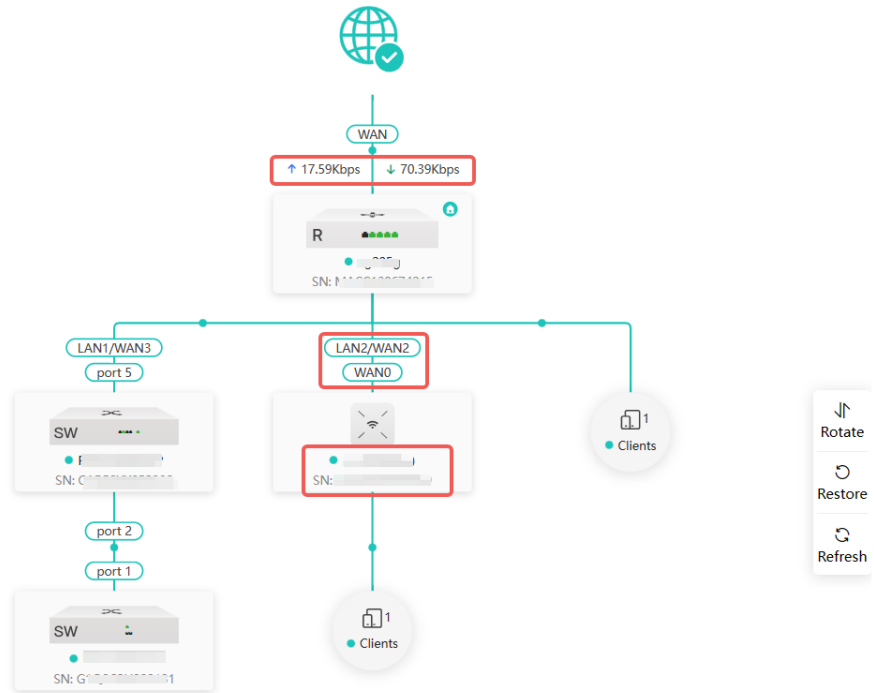 WAN
↑ 17.59Kbps ↓ 70.39Kbps
R
SN:
LAN1/WAN3
LAN2/WAN2
port 5
WAN0
1
Clients
SW
SN:
SN:
port 2
port 1
SW
SN:
1
Clients
Rotate
Restore
Refresh